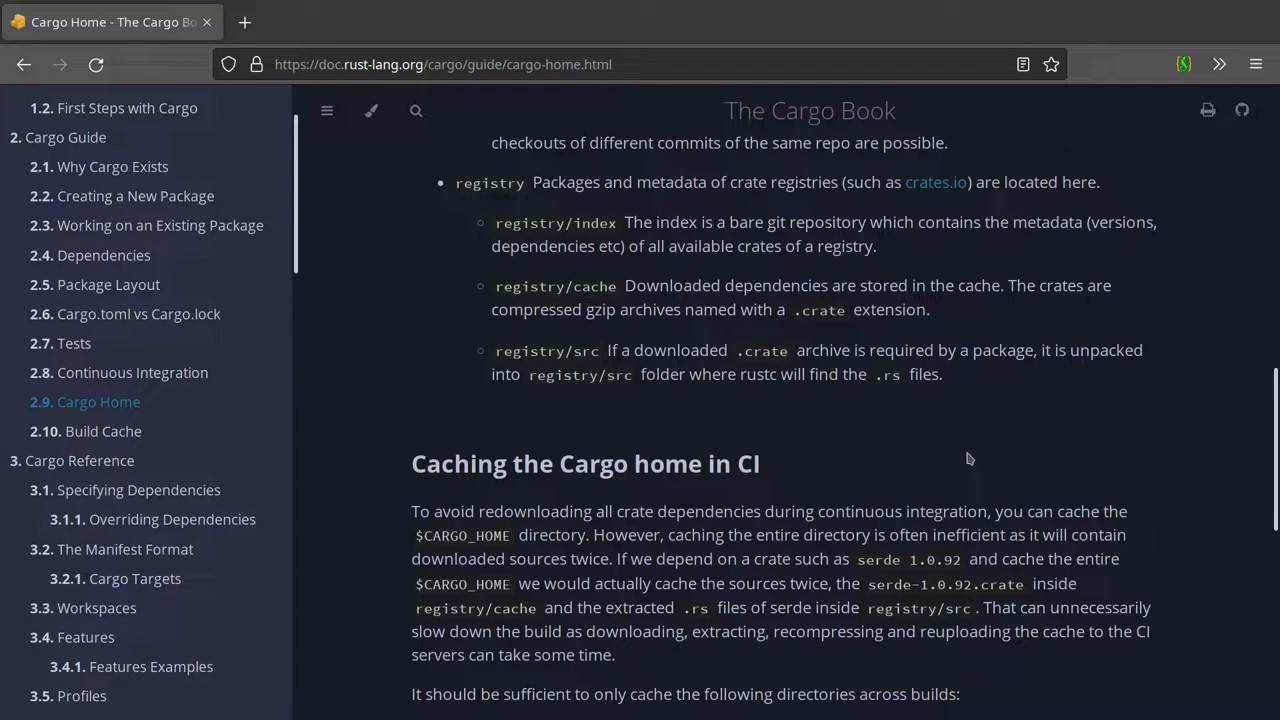 Cargo Home - The Cargo Bo
https://doc.rust-lang.org/cargo/guide/cargo-home.html
1.2. First Steps with Cargo
2. Cargo Guide
2.1. Why Cargo Exists
2.2. Creating a New Package
2.3. Working on an Existing Package
2.4. Dependencies
2.5. Package Layout
2.6. Cargo.toml vs Cargo.lock
2.7. Tests
2.8. Continuous Integration
2.9. Cargo Home
2.10. Build Cache
3. Cargo Reference
3.1. Specifying Dependencies
3.1.1. Overriding Dependencies
3.2. The Manifest Format
3.2.1. Cargo Targets
3.3. Workspaces
3.4. Features
3.4.1. Features Examples
3.5. Profiles
The Cargo Book
checkouts of different commits of the same repo are possible.
registry Packages and metadata of crate registries (such as crates.io) are located here.
registry/index The index is a bare git repository which contains the metadata (versions,
dependencies etc) of all available crates of a registry.
registry/cache Downloaded dependencies are stored in the cache. The crates are
compressed gzip archives named with a .crate extension.
registry/src If a downloaded .crate archive is required by a package, it is unpacked
into registry/src folder where rustc will find the .rs files.
Caching the Cargo home in CI
To avoid redownloading all crate dependencies during continuous integration, you can cache the
$CARGO_HOME directory. However, caching the entire directory is often inefficient as it will contain
downloaded sources twice. If we depend on a crate such as serde 1.0.92 and cache the entire
$CARGO_HOME we would actually cache the sources twice, the serde-1.0.92.crate inside
registry/cache and the extracted .rs files of serde inside registry/src. That can unnecessarily
slow down the build as downloading, extracting, recompressing and reuploading the cache to the CI
servers can take some time.
It should be sufficient to only cache the following directories across builds: